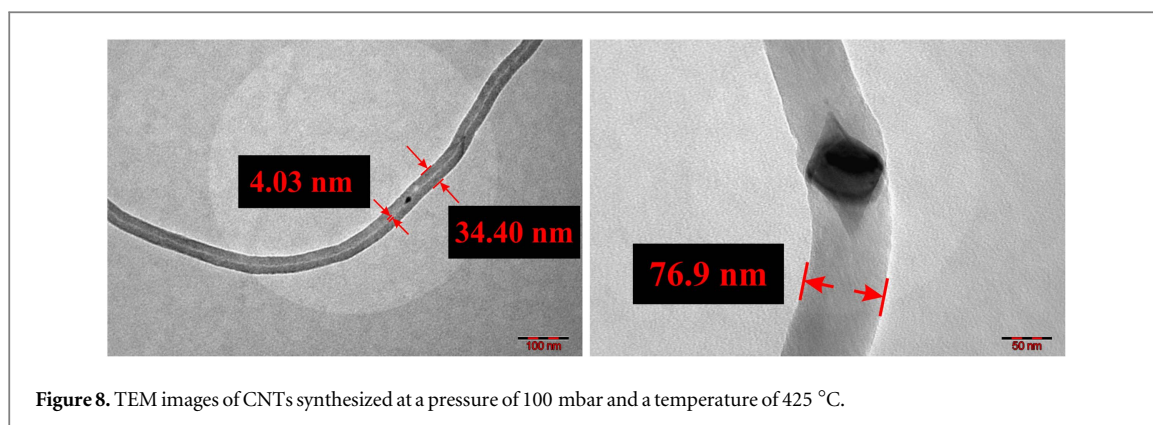 4.03 nm
34.40 nm
100 nm
76.9 nm
50 nm
Figure 8. TEM images of CNTs synthesized at a pressure of 100 mbar and a temperature of 425 °C.